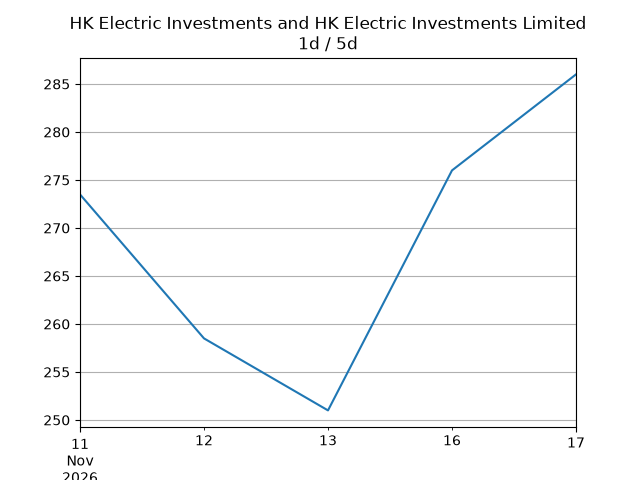 HK Electric Investments and HK Electric Investments Limited
1d / 5d
285
280
275
270
265
260
255
250
11 12 13 16 17
Nov
2026